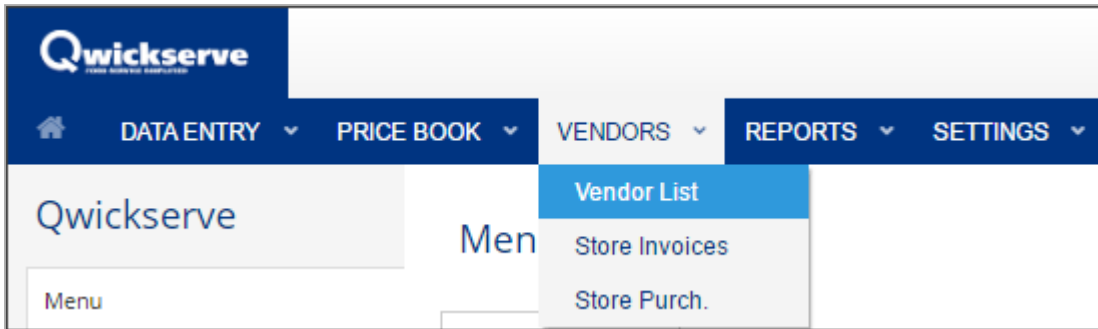 Qwickserve
FOOD SERVICE SIMPLIFIED
DATA ENTRY PRICE BOOK VENDORS REPORTS SETTINGS
Vendor List
Qwickserve
Men
Store Invoices
Menu
Store Purch.